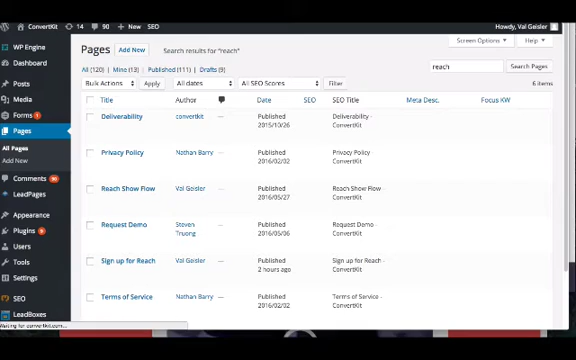 ConvertKit 14 90 + New SEO Howdy, Val Geisler
WP Engine
Dashboard
Posts
Media
Forms
Pages
All Pages
Add New
Comments
LeadPages
Appearance
Plugins
Users
Tools
Settings
SEO
LeadBoxes
Waiting for convertkit.com...
Screen Options Help
Pages Add New Search results for "reach"
All (120) | Mine (13) | Published (111) | Drafts (9)
reach Search Pages
Bulk Actions Apply All dates All SEO Scores Filter 6 items
Title Author Date SEO SEO Title Meta Desc. Focus KW
Deliverability convertkit — Published Deliverability -
2015/10/26 ConvertKit
Privacy Policy Nathan Barry — Published Privacy Policy -
2016/02/02 ConvertKit
Reach Show Flow Val Geisler — Published Reach Show Flow -
2016/05/27 ConvertKit
Request Demo Steven — Published Request Demo -
Truong 2016/05/06 ConvertKit
Sign up for Reach Val Geisler — Published Sign up for Reach -
2 hours ago ConvertKit
Terms of Service Nathan Barry — Published Terms of Service -
2016/02/02 ConvertKit